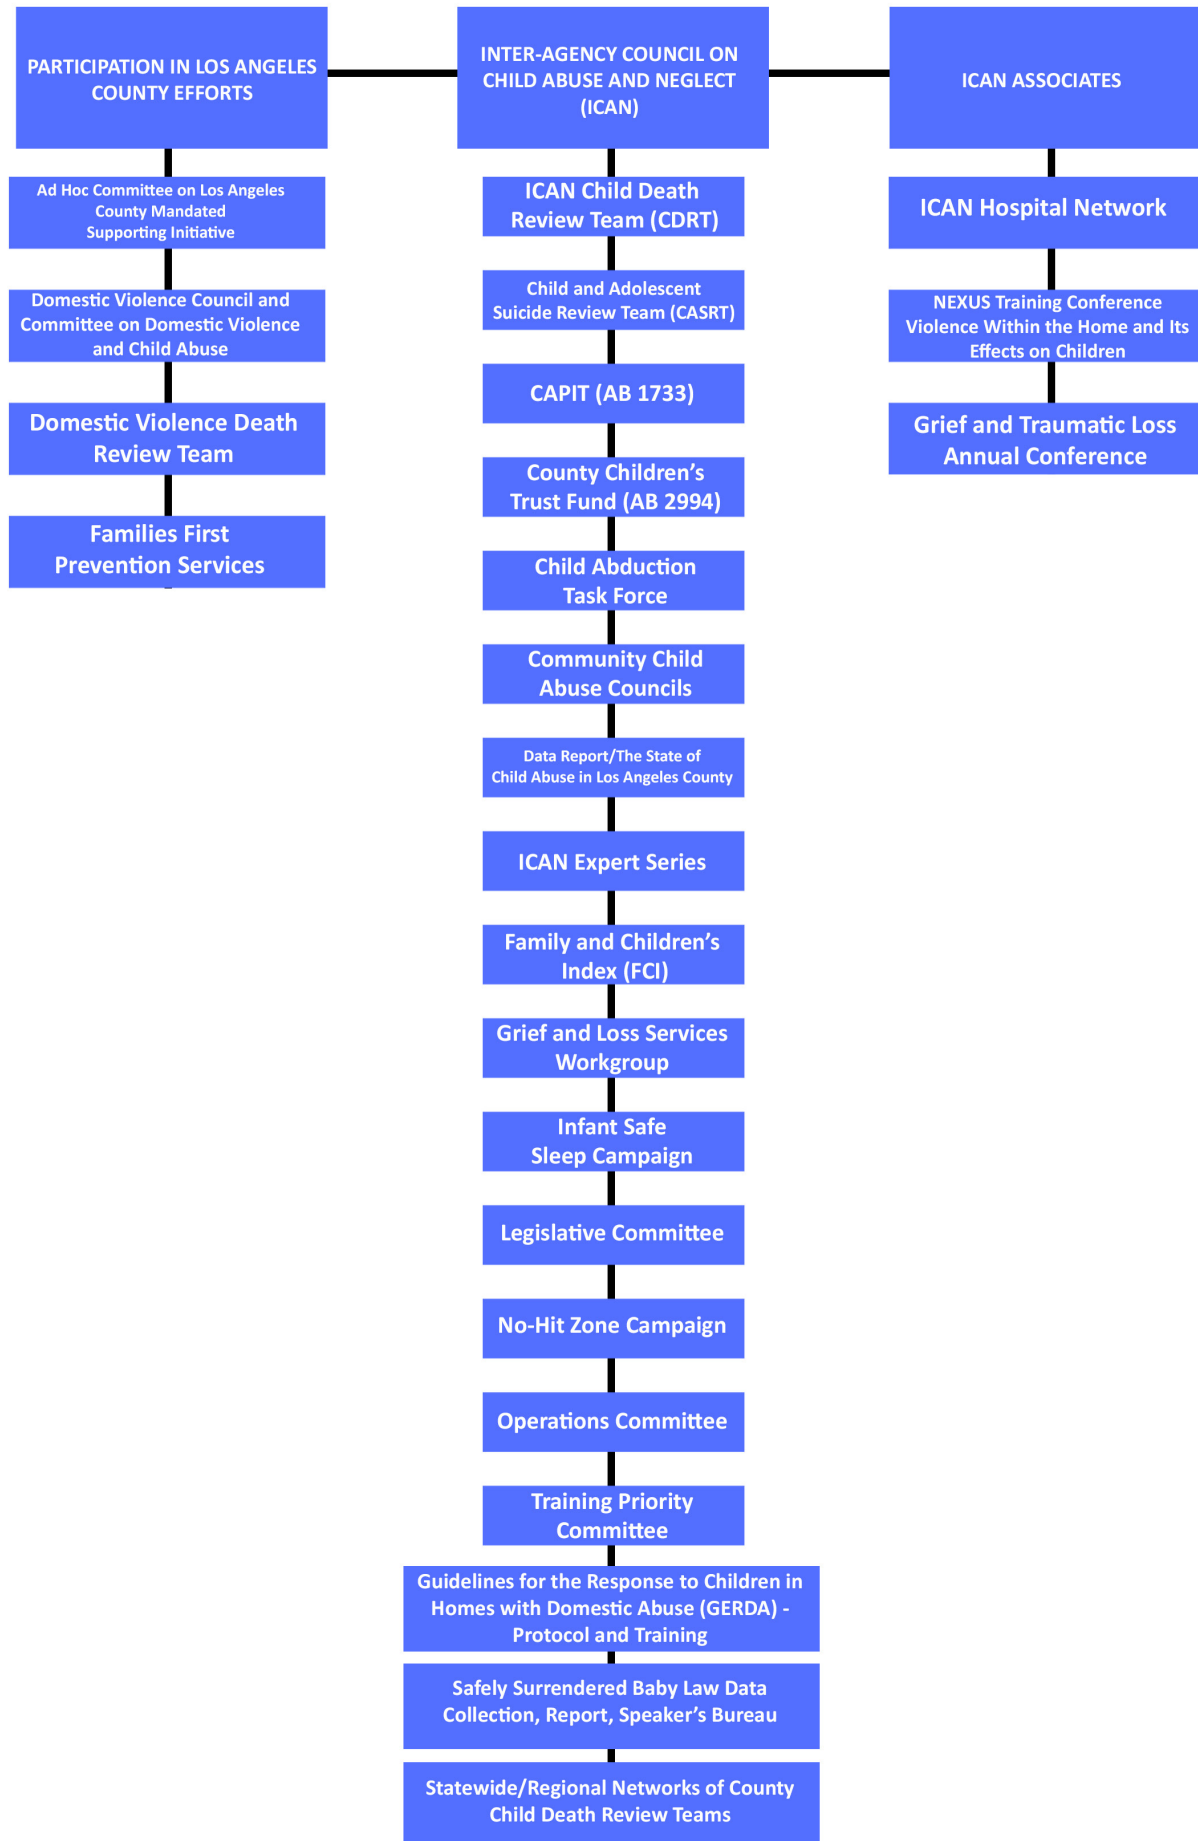 PARTICIPATION IN LOS ANGELES
COUNTY EFFORTS
Ad Hoc Committee on Los Angeles
County Mandated
Supporting Initiative
Domestic Violence Council and
Committee on Domestic Violence
and Child Abuse
Domestic Violence Death
Review Team
Families First
Prevention Services
INTER-AGENCY COUNCIL ON
CHILD ABUSE AND NEGLECT
(ICAN)
ICAN Child Death
Review Team (CDRT)
Child and Adolescent
Suicide Review Team (CASRT)
CAPIT (AB 1733)
County Children’s
Trust Fund (AB 2994)
Child Abduction
Task Force
Community Child
Abuse Councils
Data Report/The State of
Child Abuse in Los Angeles County
ICAN Expert Series
Family and Children’s
Index (FCI)
Grief and Loss Services
Workgroup
Infant Safe
Sleep Campaign
Legislative Committee
No-Hit Zone Campaign
Operations Committee
Training Priority
Committee
Guidelines for the Response to Children in
Homes with Domestic Abuse (GERDA) -
Protocol and Training
Safely Surrendered Baby Law Data
Collection, Report, Speaker’s Bureau
Statewide/Regional Networks of County
Child Death Review Teams
ICAN ASSOCIATES
ICAN Hospital Network
NEXUS Training Conference
Violence Within the Home and Its
Effects on Children
Grief and Traumatic Loss
Annual Conference